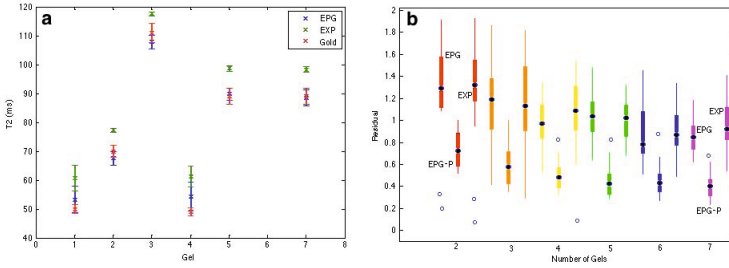 a
EPG
EXP
Gold
120
110
100
90
80
70
60
50
40
0 1 2 3 4 5 6 7 8
T2 (ms)
Gel
b
2
1.8
1.6
1.4
1.2
1
0.8
0.6
0.4
0.2
0
Residual
EPG
EXP
EPG-P
EXP
EPG
EPG-P
2 3 4 5 6 7
Number of Gels